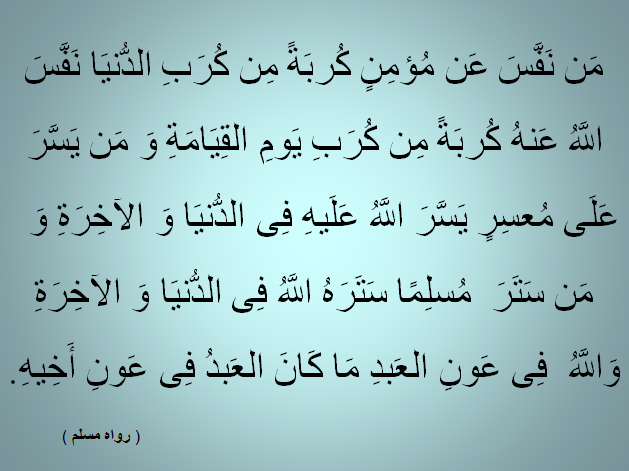 مَن نَفَّسَ عَن مُؤمِنٍ كُربَةً مِن كُرَبِ الدُّنيَا نَفَّسَ
اللَّهُ عَنهُ كُربَةً مِن كُرَبِ يَومِ القِيَامَةِ وَ مَن يَسَّرَ
عَلَى مُعسِرٍ يَسَّرَ اللَّهُ عَلَيهِ فِى الدُّنيَا وَ الآخِرَةِ وَ
مَن سَتَرَ مُسلِمًا سَتَرَهُ اللَّهُ فِى الدُّنيَا وَ الآخِرَةِ
وَاللَّهُ فِى عَونِ العَبدِ مَا كَانَ العَبدُ فِى عَونِ أَخِيهِ.
( رواه مسلم )